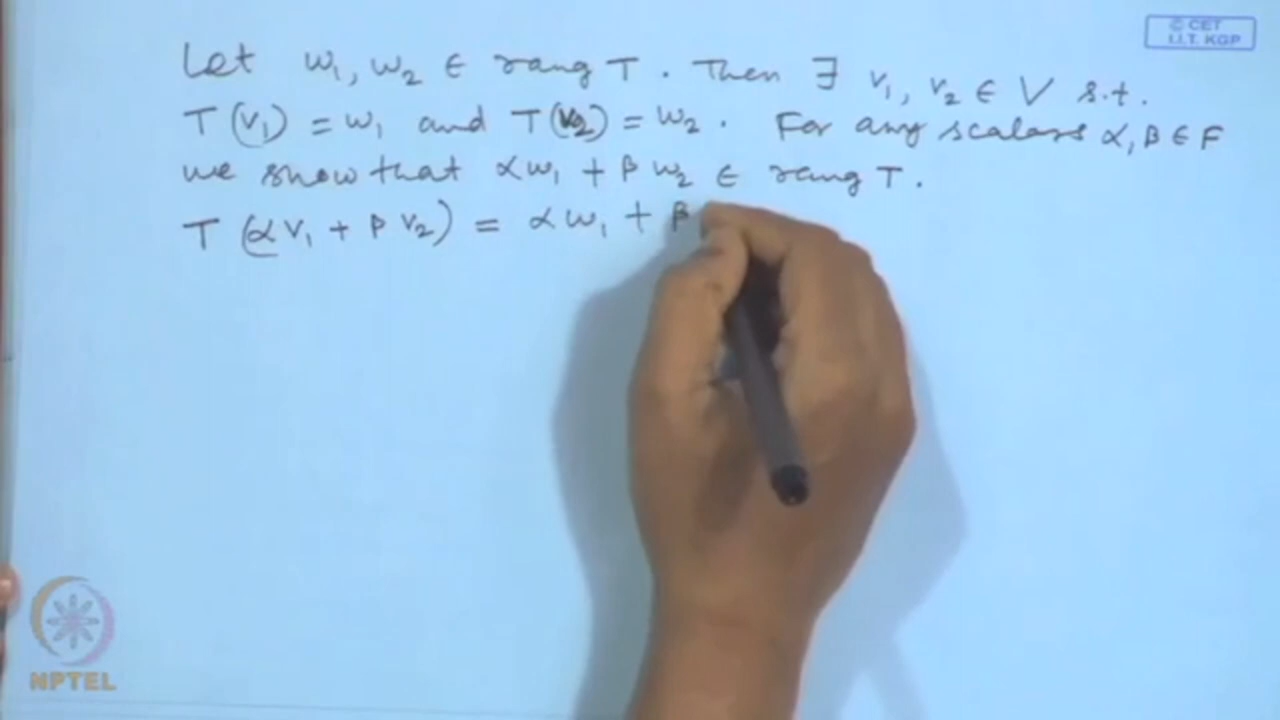 © CET
I.I.T. KGP
Let w₁, w₂ ∈ rang T . Then ∃ v₁, v₂ ∈ V s.t.
T(v₁) = w₁ and T(v₂) = w₂ . For any scalars α, β ∈ F
we show that αw₁ + βw₂ ∈ rang T .
T(αv₁ + βv₂) = αw₁ + β
NPTEL